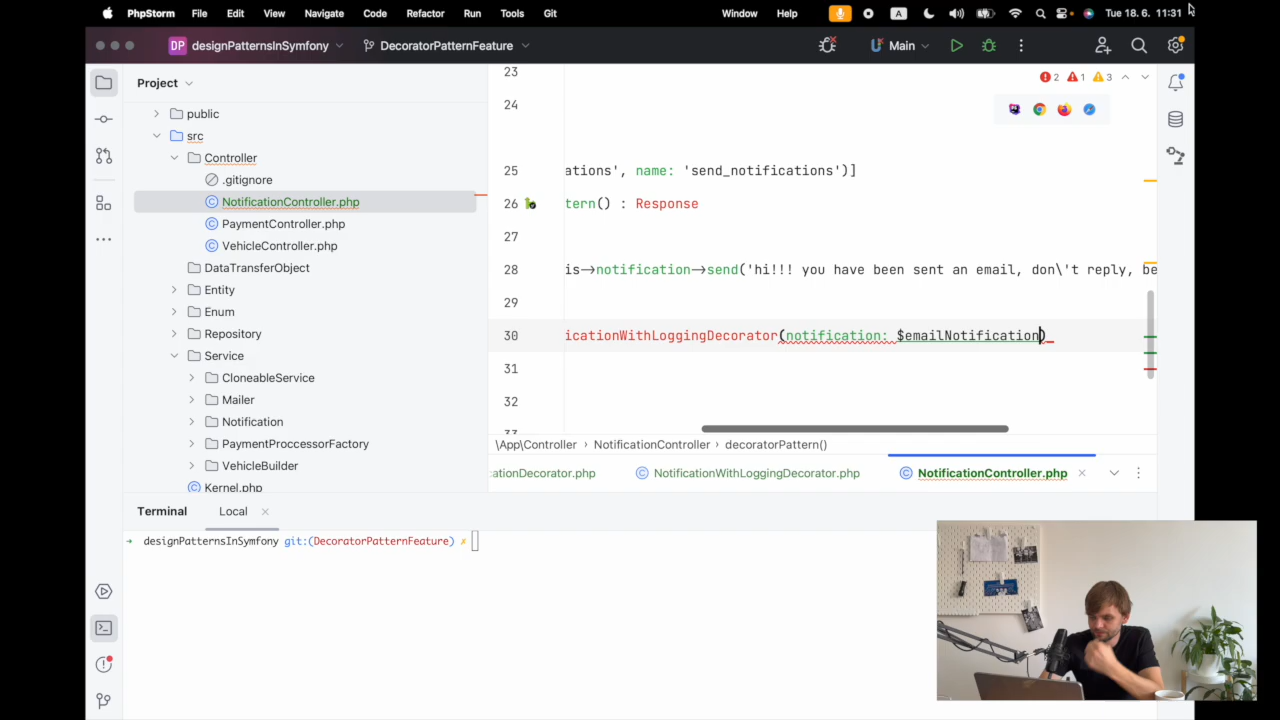 PhpStorm File Edit View Navigate Code Refactor Run Tools Git Window Help A Tue 18. 6. 11:31
DP designPatternsInSymfony DecoratorPatternFeature Main
Project
public
src
Controller
.gitignore
NotificationController.php
PaymentController.php
VehicleController.php
DataTransferObject
Entity
Enum
Repository
Service
CloneableService
Mailer
Notification
PaymentProccessorFactory
VehicleBuilder
Kernel.php
2 1 3
23
24
25 ations', name: 'send_notifications')]
26 tern() : Response
27
28 is→notification→send('hi!!! you have been sent an email, don\'t reply, be
29
30 icationWithLoggingDecorator(notification: $emailNotification)
31
32
33
\App\Controller › NotificationController › decoratorPattern()
ationDecorator.php NotificationWithLoggingDecorator.php NotificationController.php
Terminal Local
→ designPatternsInSymfony git:(DecoratorPatternFeature) ✗